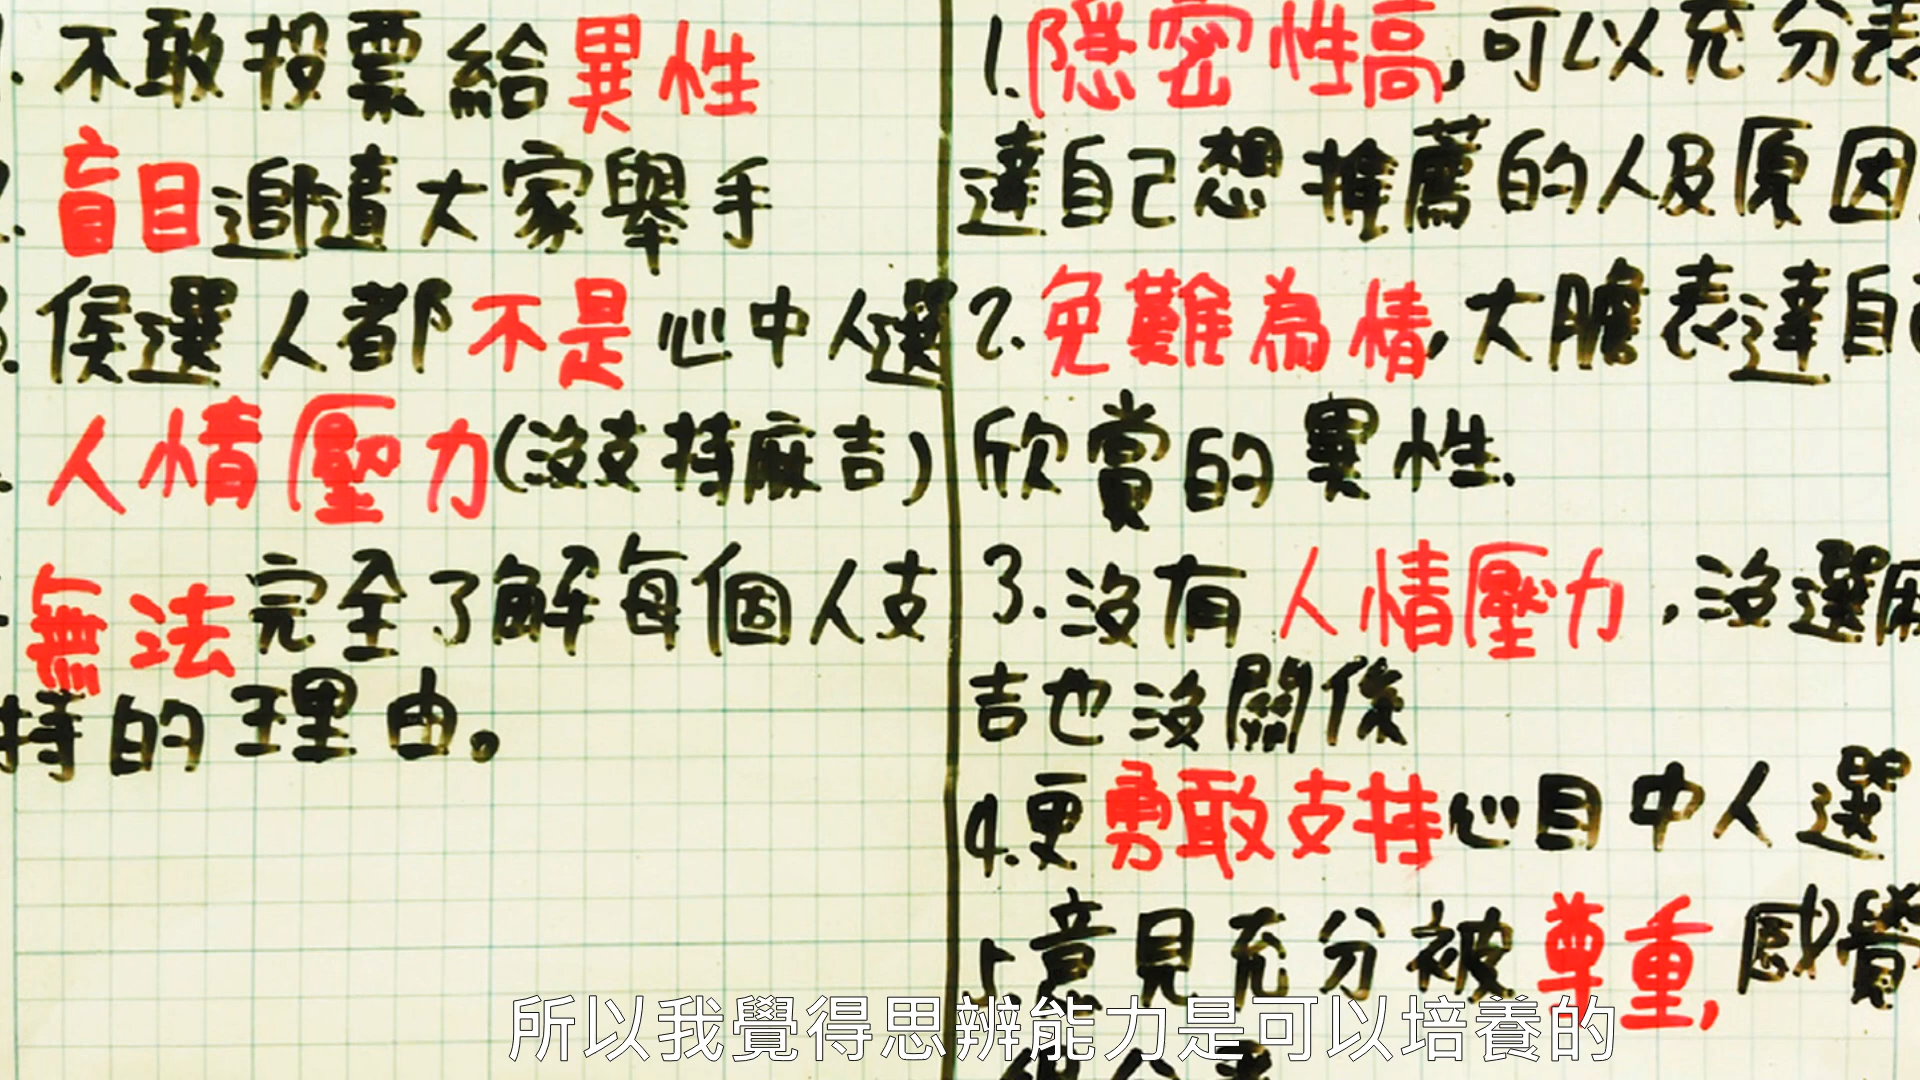 1.不敢投票給異性
2.盲目追隨大家舉手
3.候選人都不是心中人選
人情壓力(沒支持麻吉)
無法完全了解每個人支
持的理由。
1.隱密性高,可以充分表
達自己想推薦的人及原因
2.免難為情,大膽表達自己
欣賞的異性.
3.沒有人情壓力,沒選麻
吉也沒關係
4.更勇敢支持心目中人選
5.意見充分被尊重,感覺
所以我覺得思辨能力是可以培養的